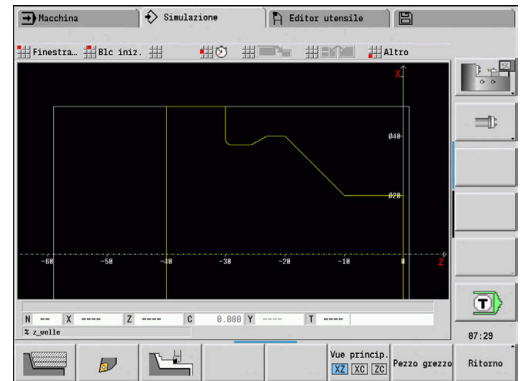 Macchina Simulazione Editor utensile
Finestra… Blc iniz. Altro
X
ø40
ø20
-60 -50 -40 -30 -20 -10 0 Z
N -- X ---- Z ---- C 0.000 Y ---- T ----
% z_welle
07:29
Vue princip.
XZ XC ZC
Pezzo grezzo
Ritorno
T